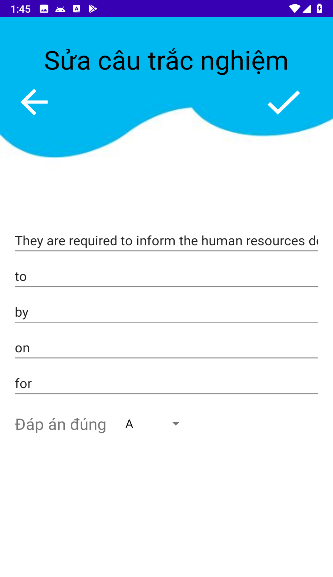 1:45
Sửa câu trắc nghiệm
They are required to inform the human resources
to
by
on
for
Đáp án đúng A